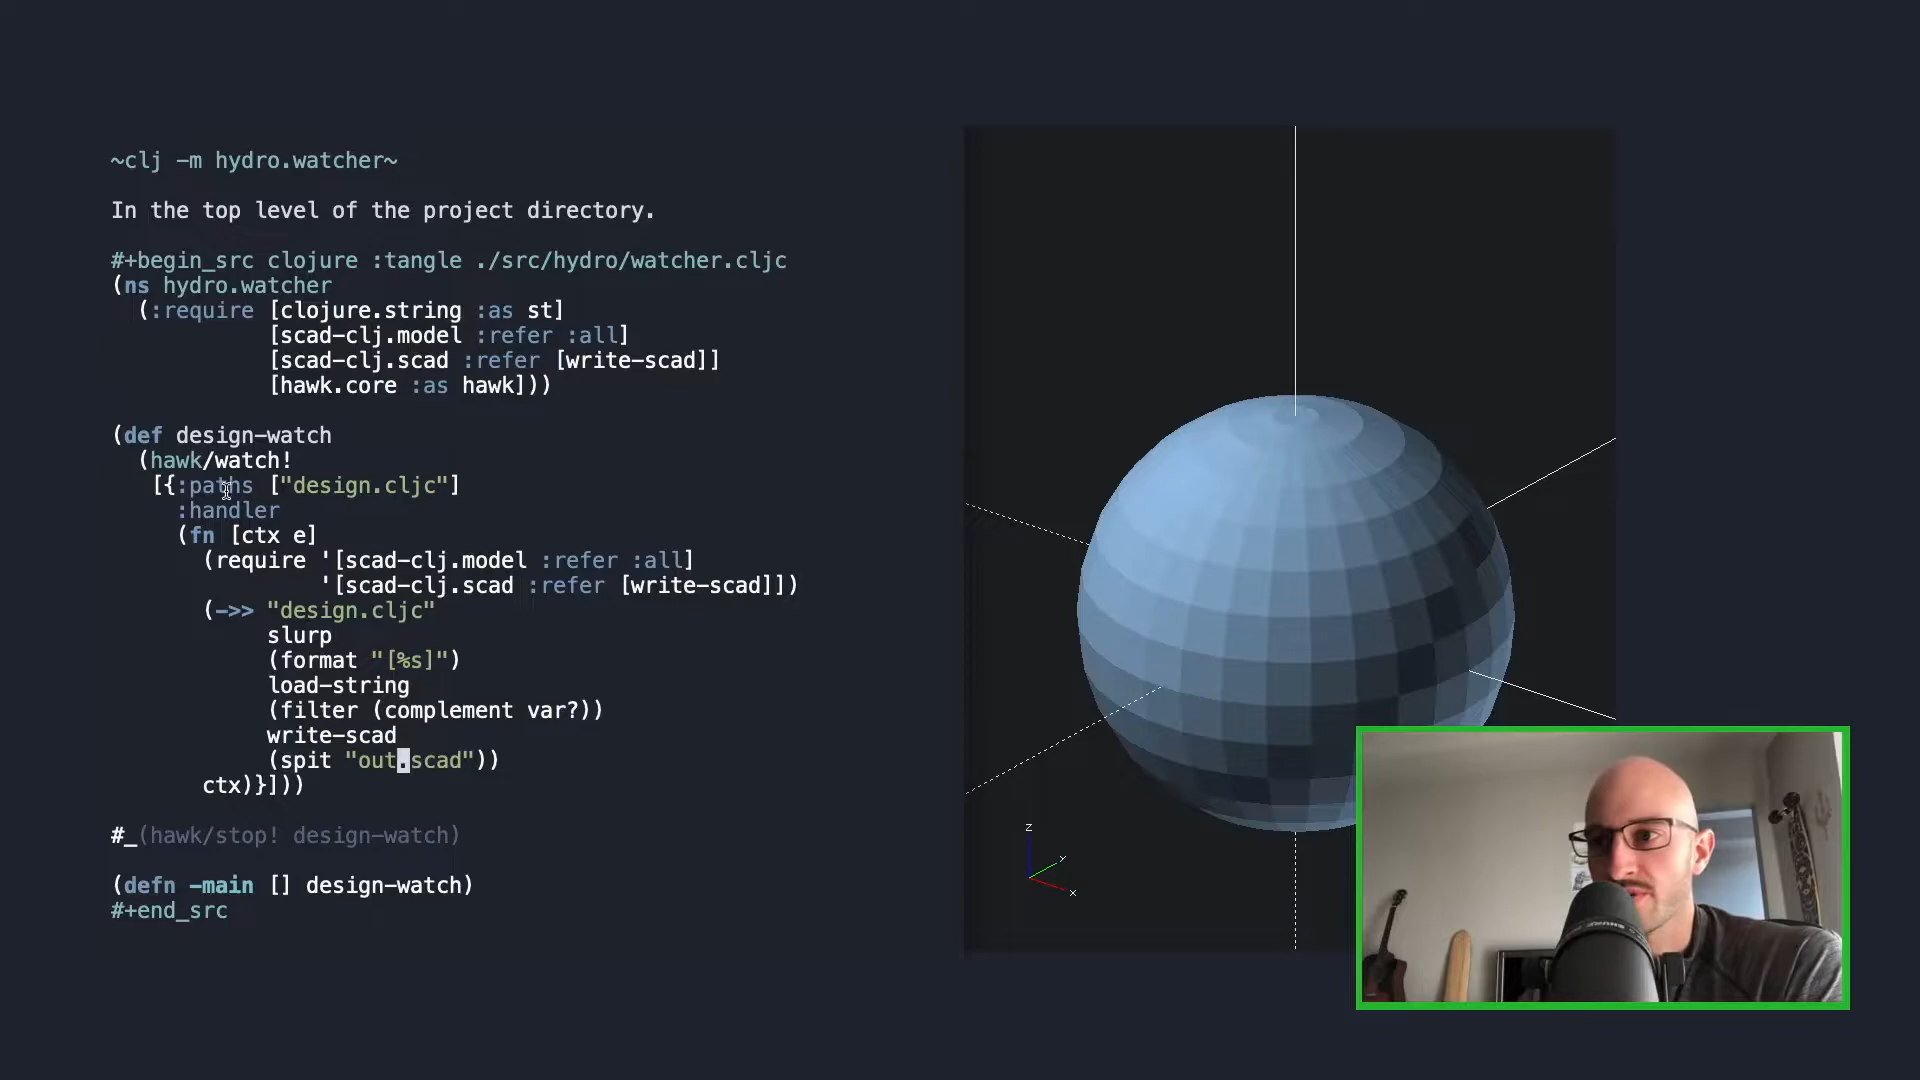 ~clj -m hydro.watcher~
In the top level of the project directory.
#+begin_src clojure :tangle ./src/hydro/watcher.cljc
(ns hydro.watcher
(:require [clojure.string :as st]
[scad-clj.model :refer :all]
[scad-clj.scad :refer [write-scad]]
[hawk.core :as hawk]))
(def design-watch
(hawk/watch!
[{:paths ["design.cljc"]
:handler
(fn [ctx e]
(require '[scad-clj.model :refer :all]
'[scad-clj.scad :refer [write-scad]])
(->> "design.cljc"
slurp
(format "[%s]")
load-string
(filter (complement var?))
write-scad
(spit "out.scad"))
ctx)}]))
#_(hawk/stop! design-watch)
(defn -main [] design-watch)
#+end_src
z
y
x